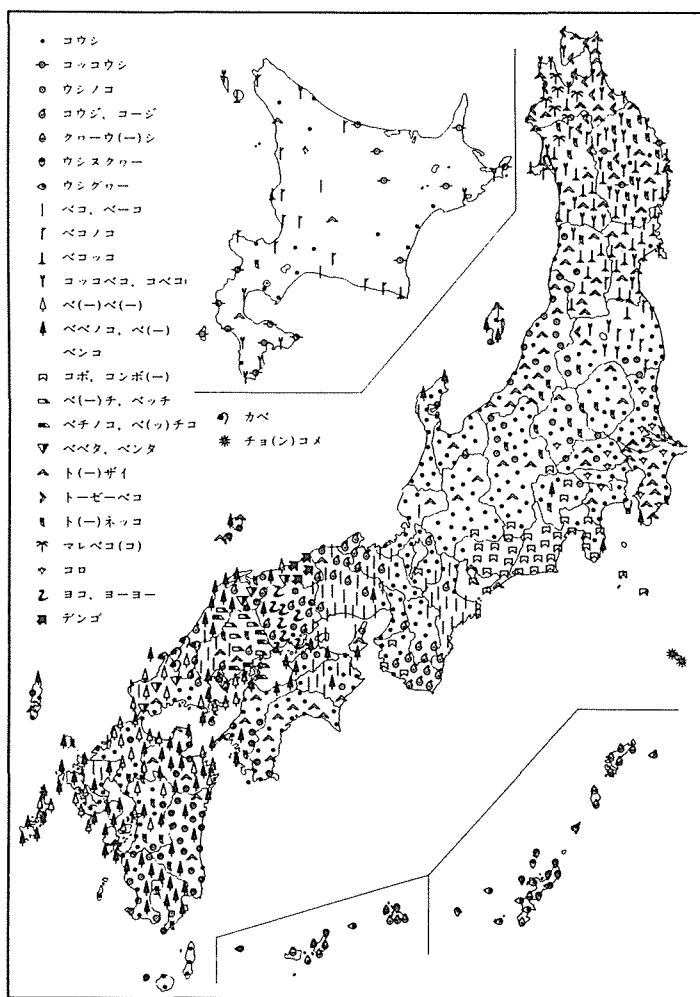 コウシ
コッコウシ
ウシノコ
コウジ、コージ
クヮーウ(ー)シ
ウシヌクヮー
ウシグヮー
ベコ、ベーコ
ベコノコ
ベコッコ
コッコベコ、コベコ
ベ(ー)ベ(ー)
ベベノコ、ベ(ー)
ベンコ
コボ、コンボ(ー)
ベ(ー)チ、ベッチ
ベチノコ、ベ(ッ)チコ
ベベタ、ベンタ
ト(ー)ザイ
トーゼーベコ
ト(ー)ネッコ
マレベコ(コ)
コロ
ヨコ、ヨーヨー
デンゴ
カベ
チョ(ン)コメ